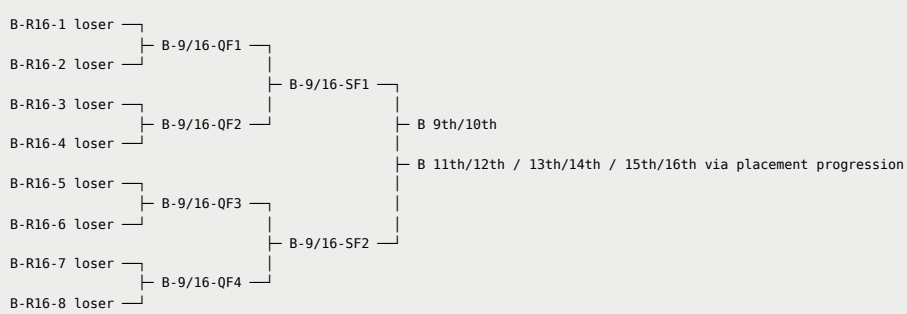 B-R16-1 loser
B-9/16-QF1
B-R16-2 loser
B-9/16-SF1
B-R16-3 loser
B-9/16-QF2
B 9th/10th
B-R16-4 loser
B 11th/12th / 13th/14th / 15th/16th via placement progression
B-R16-5 loser
B-9/16-QF3
B-R16-6 loser
B-9/16-SF2
B-R16-7 loser
B-9/16-QF4
B-R16-8 loser